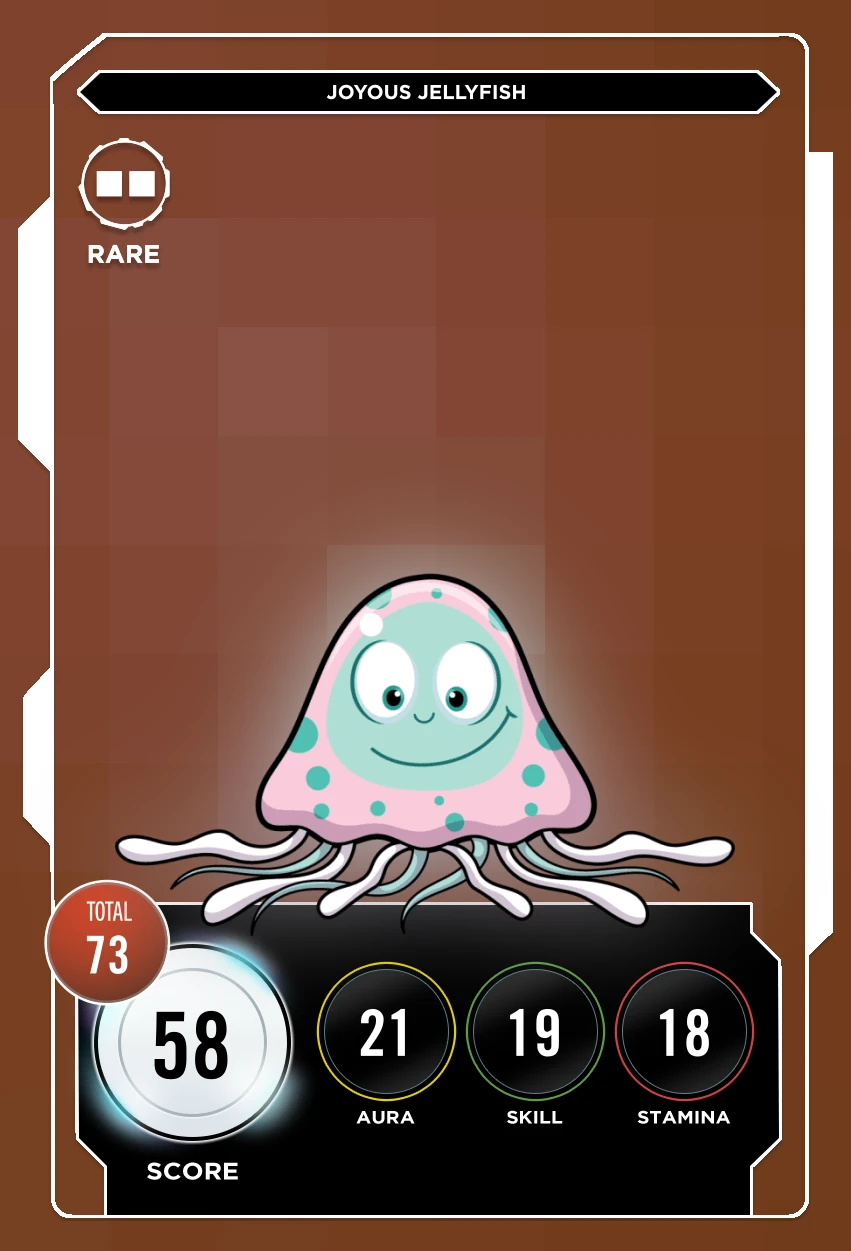 JOYOUS JELLYFISH
RARE
TOTAL
73
58
21
19
18
AURA
SKILL
STAMINA
SCORE